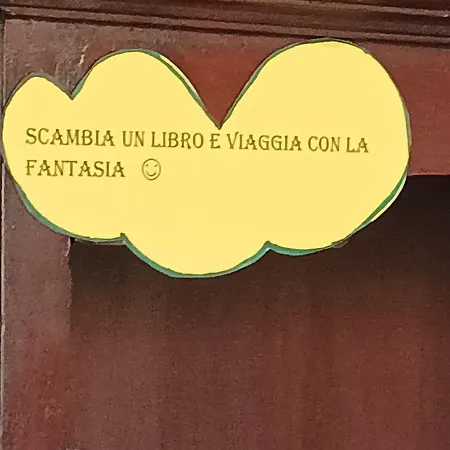 SCAMBIA UN LIBRO E VIAGGIA CON LA
FANTASIA ☺